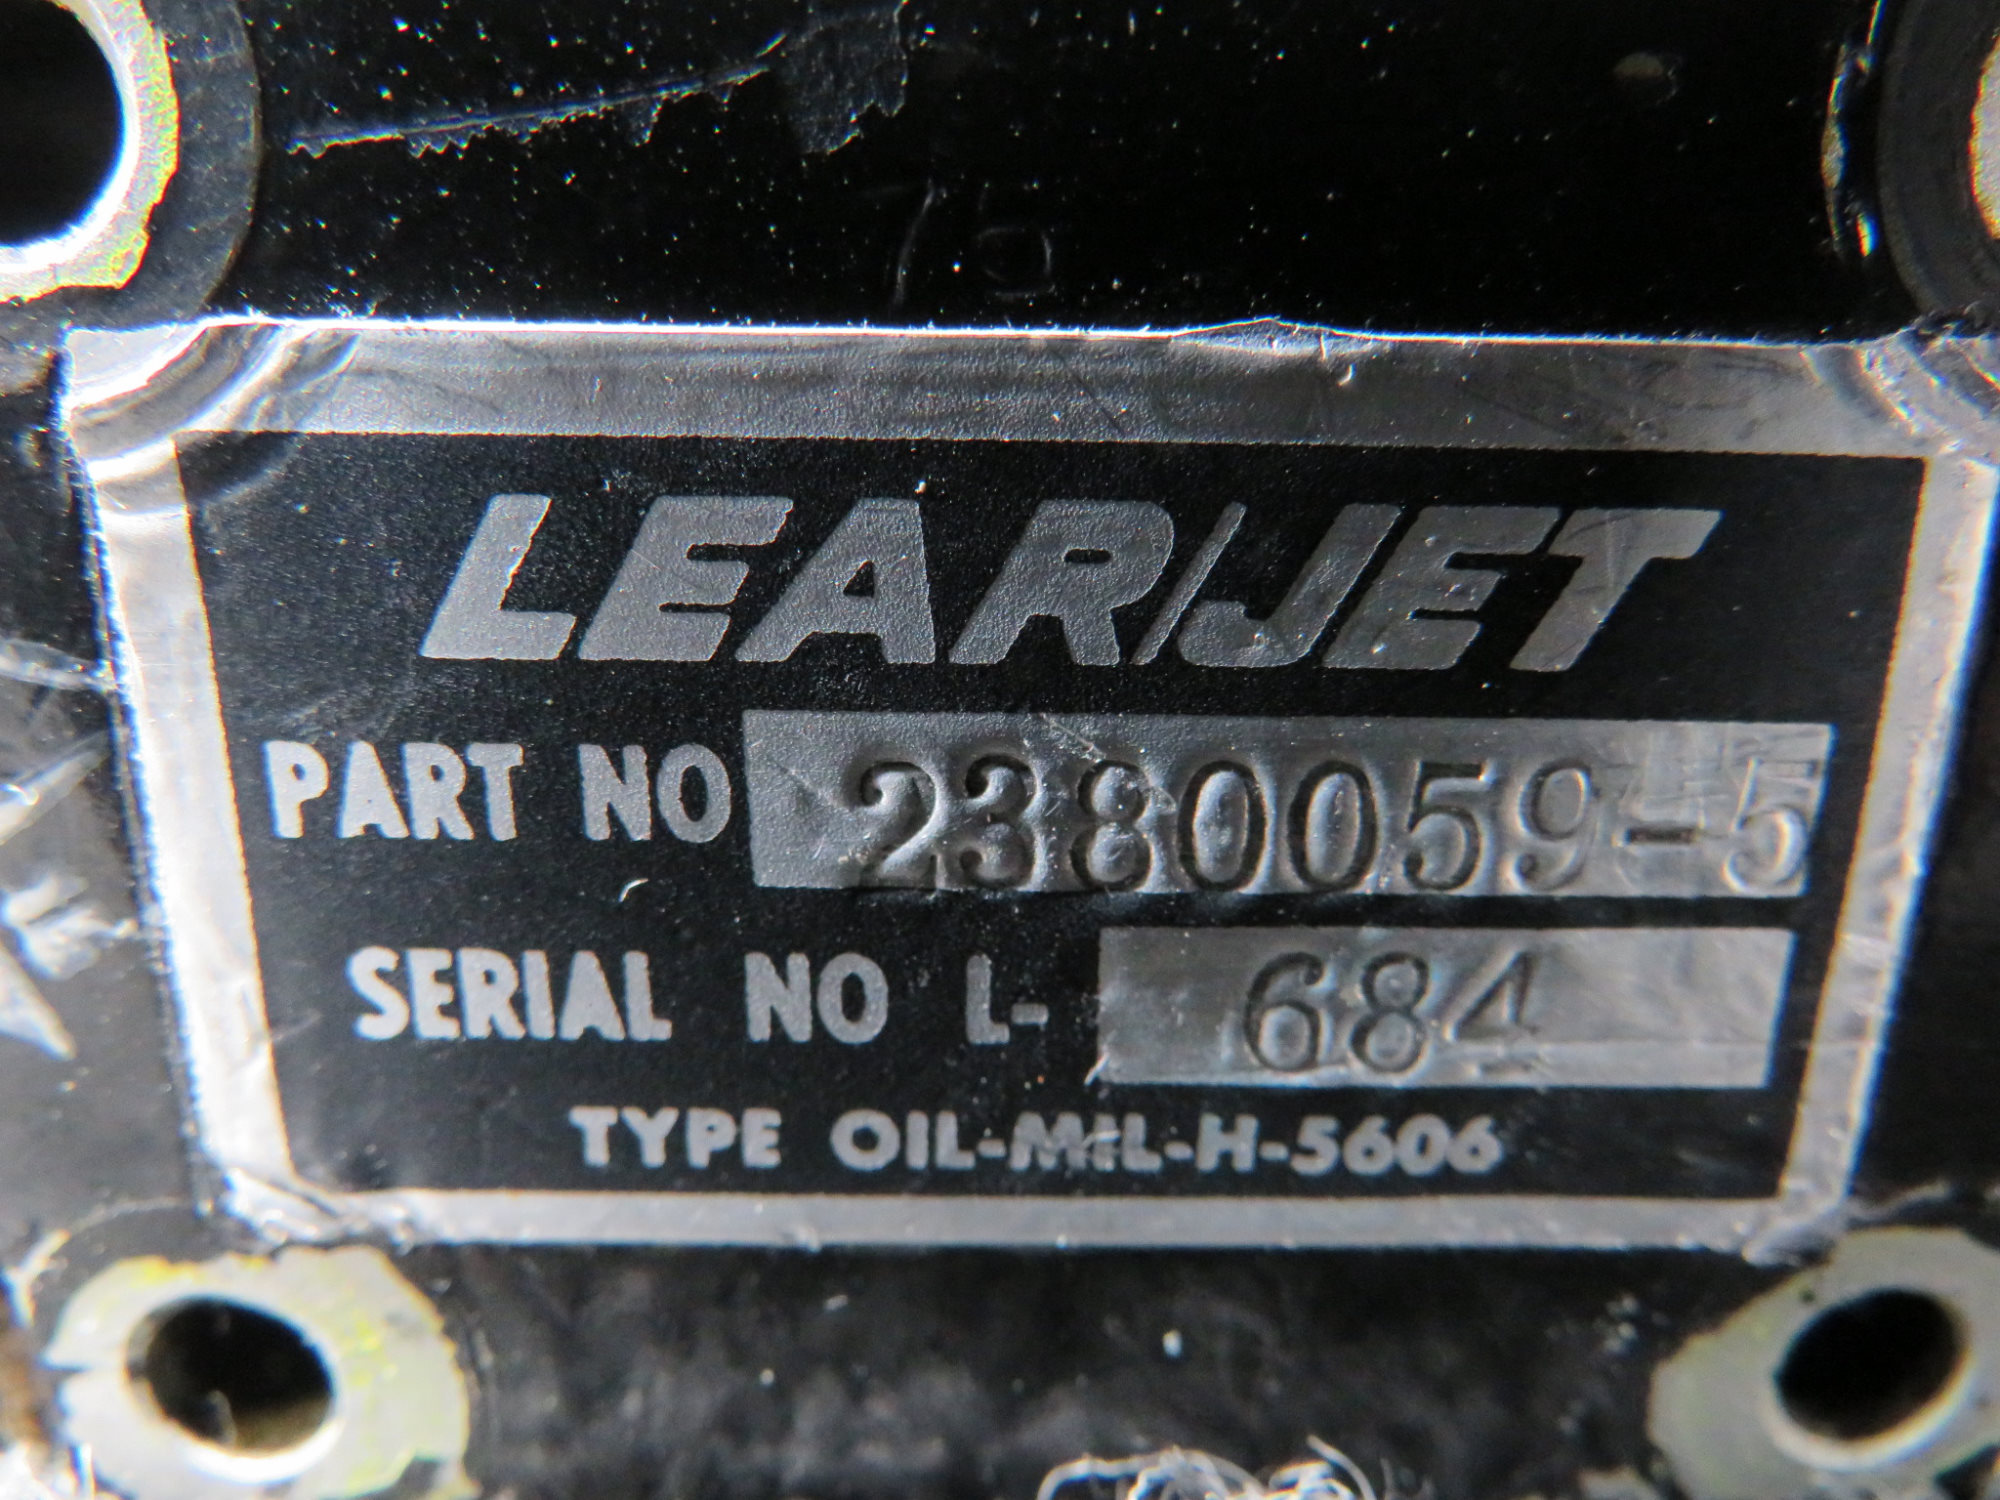 LEARJET
PART NO 2380059-5
SERIAL NO L- 684
TYPE OIL-MIL-H-5606